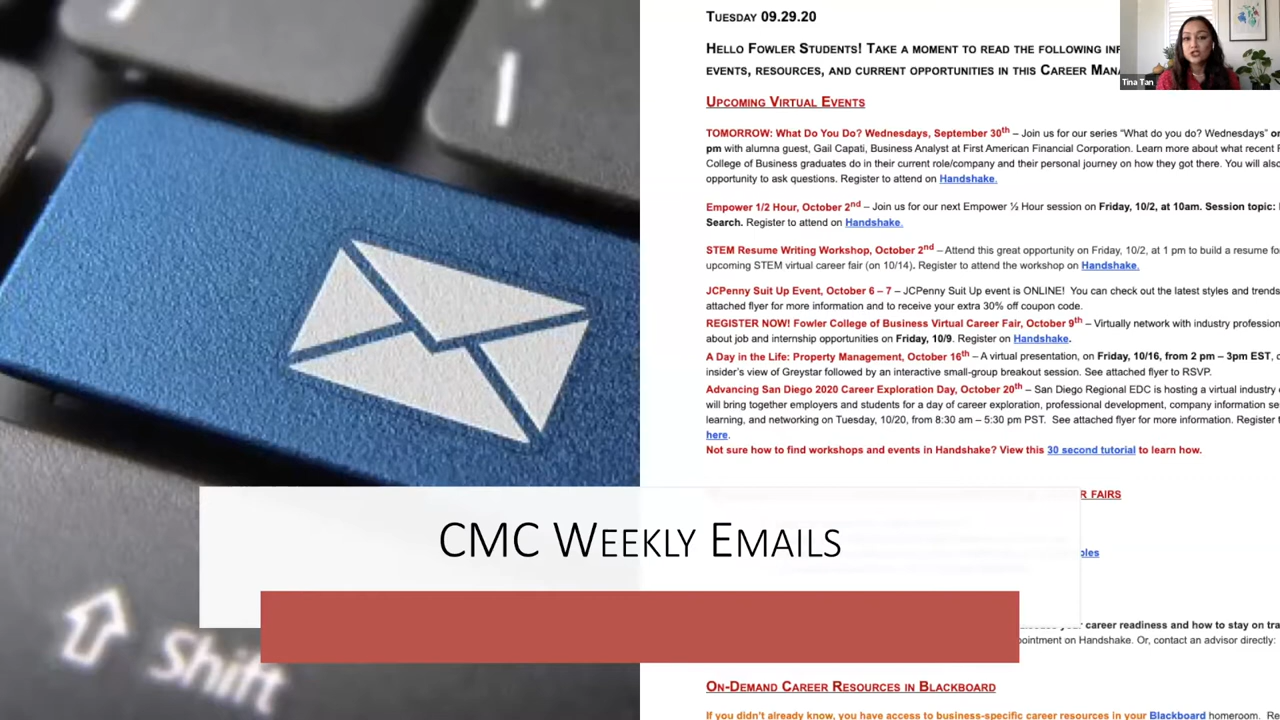 Tuesday 09.29.20
Hello Fowler Students! Take a moment to read the following
events, resources, and current opportunities in this Career
Tina Tan
Upcoming Virtual Events
TOMORROW: What Do You Do? Wednesdays, September 30th – Join us for our series “What do you do? Wednesdays”
pm with alumna guest, Gail Capati, Business Analyst at First American Financial Corporation. Learn more about what recent
College of Business graduates do in their current role/company and their personal journey on how they got there. You will also
opportunity to ask questions. Register to attend on Handshake.
Empower 1/2 Hour, October 2nd – Join us for our next Empower ½ Hour session on Friday, 10/2, at 10am. Session topic:
Search. Register to attend on Handshake.
STEM Resume Writing Workshop, October 2nd – Attend this great opportunity on Friday, 10/2, at 1 pm to build a resume
upcoming STEM virtual career fair (on 10/14). Register to attend the workshop on Handshake.
JCPenny Suit Up Event, October 6 – 7 – JCPenny Suit Up event is ONLINE! You can check out the latest styles and trends
attached flyer for more information and to receive your extra 30% off coupon code.
REGISTER NOW! Fowler College of Business Virtual Career Fair, October 9th – Virtually network with industry
about job and internship opportunities on Friday, 10/9. Register on Handshake.
A Day in the Life: Property Management, October 16th – A virtual presentation, on Friday, 10/16, from 2 pm – 3pm EST,
insider’s view of Greystar followed by an interactive small-group breakout session. See attached flyer to RSVP.
Advancing San Diego 2020 Career Exploration Day, October 20th – San Diego Regional EDC is hosting a virtual industry
will bring together employers and students for a day of career exploration, professional development, company information
learning, and networking on Tuesday, 10/20, from 8:30 am – 5:30 pm PST. See attached flyer for more information. Register
here.
Not sure how to find workshops and events in Handshake? View this 30 second tutorial to learn how.
FAIRS
CMC Weekly Emails
career readiness and how to stay on
on Handshake. Or, contact an advisor directly:
Shift
On-Demand Career Resources in Blackboard
If you didn’t already know, you have access to business-specific career resources in your Blackboard homeroom.